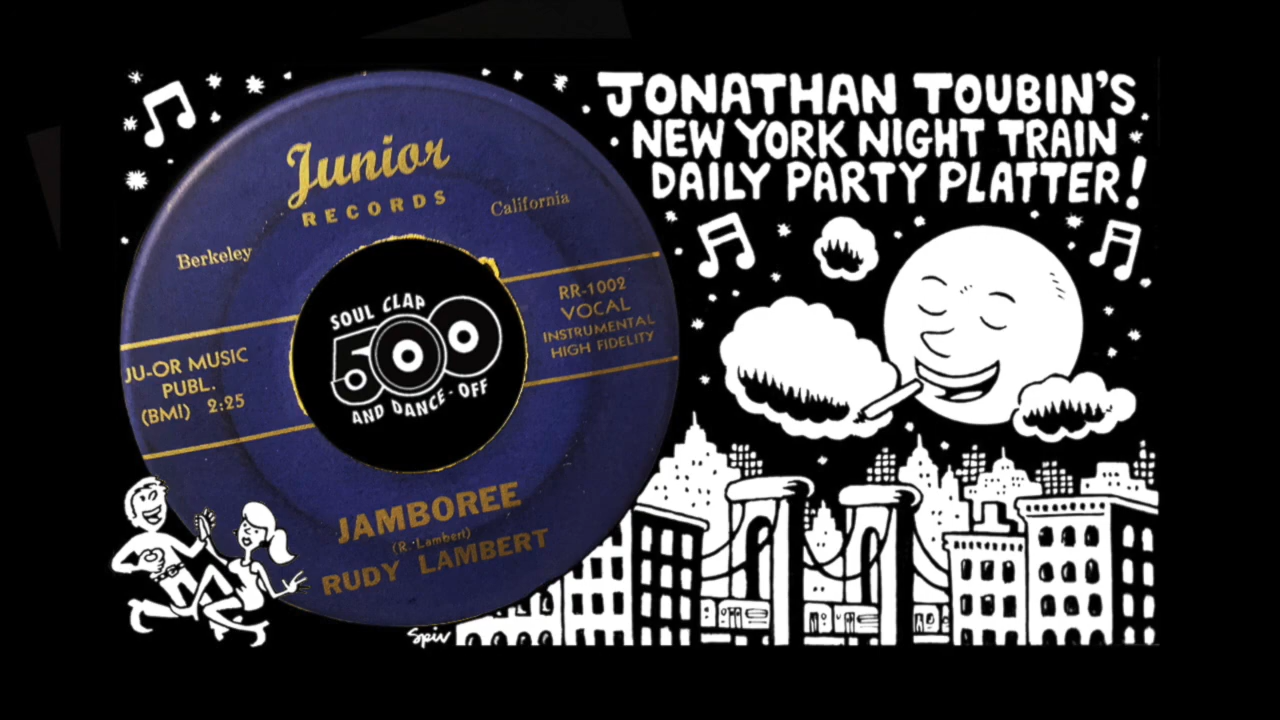 JONATHAN TOUBIN'S
NEW YORK NIGHT TRAIN
DAILY PARTY PLATTER!
Junior
RECORDS
Berkeley
California
JU-OR MUSIC
PUBL.
(BMI) 2:25
RR-1002
VOCAL
INSTRUMENTAL
HIGH FIDELITY
SOUL CLAP
500
AND DANCE-OFF
JAMBOREE
(R. Lambert)
RUDY LAMBERT
Spiv